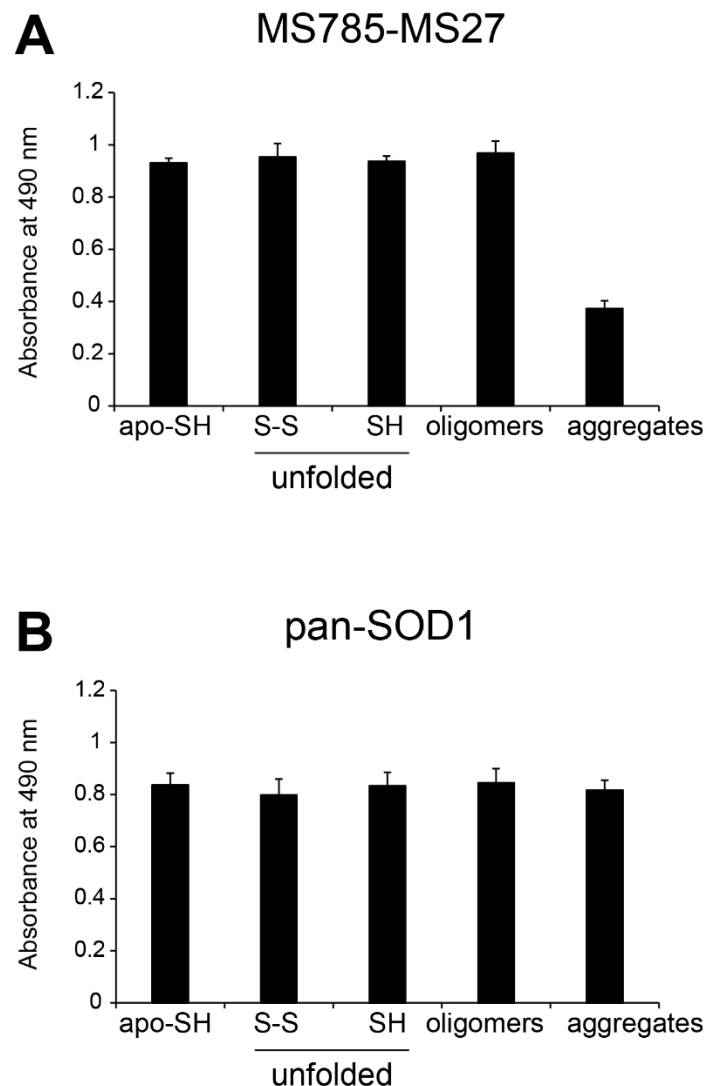 A
MS785-MS27
Absorbance at 490 nm
1.2
1
0.8
0.6
0.4
0.2
0
apo-SH S-S SH oligomers aggregates
unfolded
B
pan-SOD1
Absorbance at 490 nm
1.2
1
0.8
0.6
0.4
0.2
0
apo-SH S-S SH oligomers aggregates
unfolded